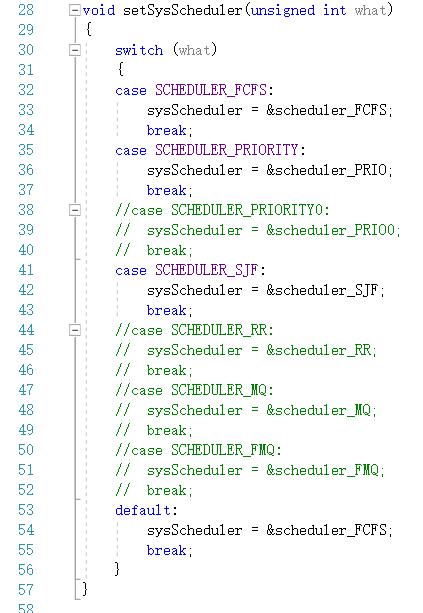 28 void setSysScheduler(unsigned int what)
29 {
30     switch (what)
31     {
32     case SCHEDULER_FCFS:
33         sysScheduler = &scheduler_FCFS;
34         break;
35     case SCHEDULER_PRIORITY:
36         sysScheduler = &scheduler_PRIO;
37         break;
38     //case SCHEDULER_PRIORITY0:
39     //  sysScheduler = &scheduler_PRIO0;
40     //  break;
41     case SCHEDULER_SJF:
42         sysScheduler = &scheduler_SJF;
43         break;
44     //case SCHEDULER_RR:
45     //  sysScheduler = &scheduler_RR;
46     //  break;
47     //case SCHEDULER_MQ:
48     //  sysScheduler = &scheduler_MQ;
49     //  break;
50     //case SCHEDULER_FMQ:
51     //  sysScheduler = &scheduler_FMQ;
52     //  break;
53     default:
54         sysScheduler = &scheduler_FCFS;
55         break;
56     }
57 }
58